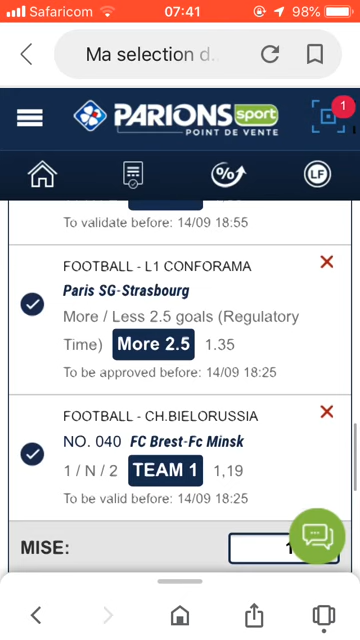 Safaricom 07:41 98%
Ma selection d...
PARIONS sport
POINT DE VENTE
1
LF
To validate before: 14/09 18:55
FOOTBALL - L1 CONFORAMA
Paris SG-Strasbourg
More / Less 2.5 goals (Regulatory
Time) More 2.5 1.35
To be approved before: 14/09 18:25
FOOTBALL - CH.BIELORUSSIA
NO. 040 FC Brest-Fc Minsk
1 / N / 2 TEAM 1 1,19
To be valid before: 14/09 18:25
MISE: